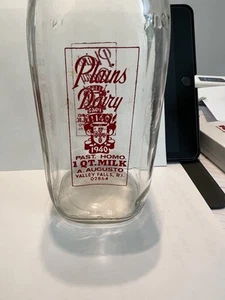 Plains
Dairy
1940
PAST. HOMO.
1 QT. MILK
A. AUGUSTO
VALLEY FALLS, R.I.
02864